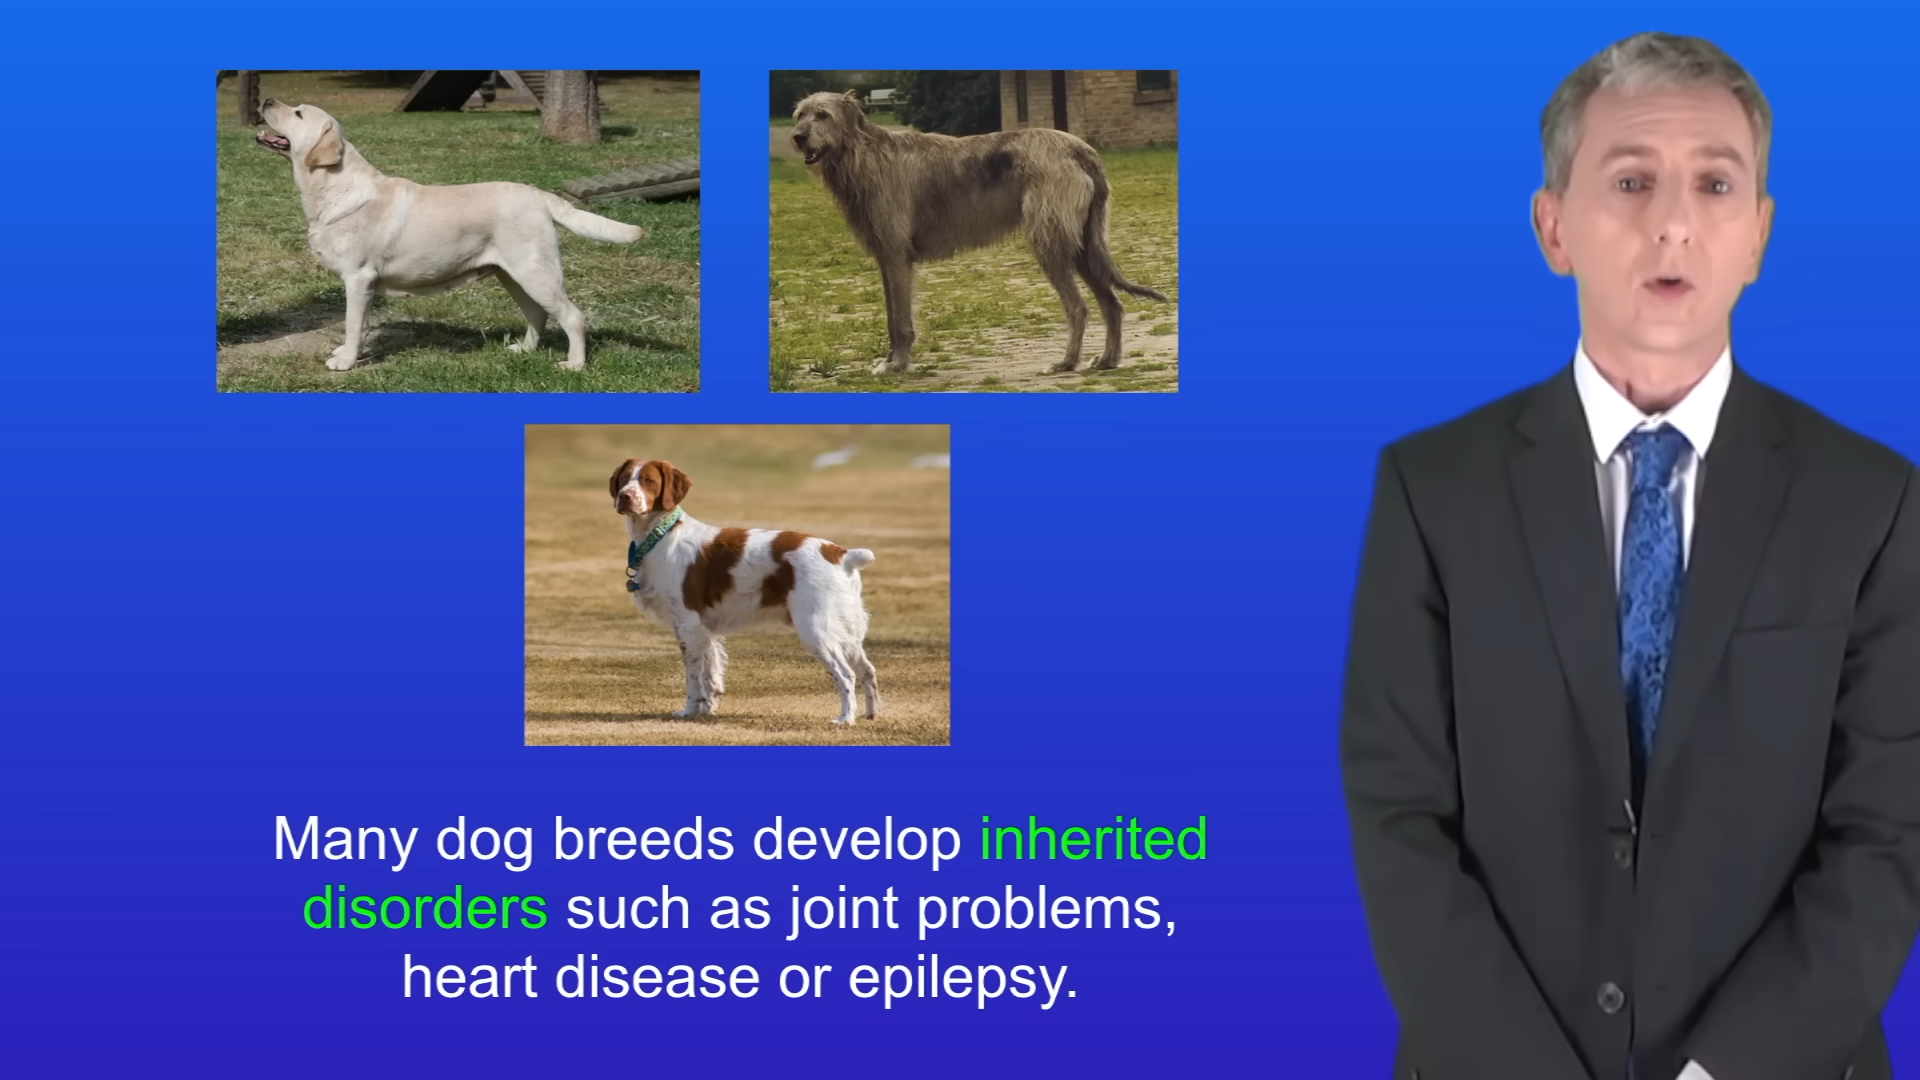 Many dog breeds develop inherited
disorders such as joint problems,
heart disease or epilepsy.